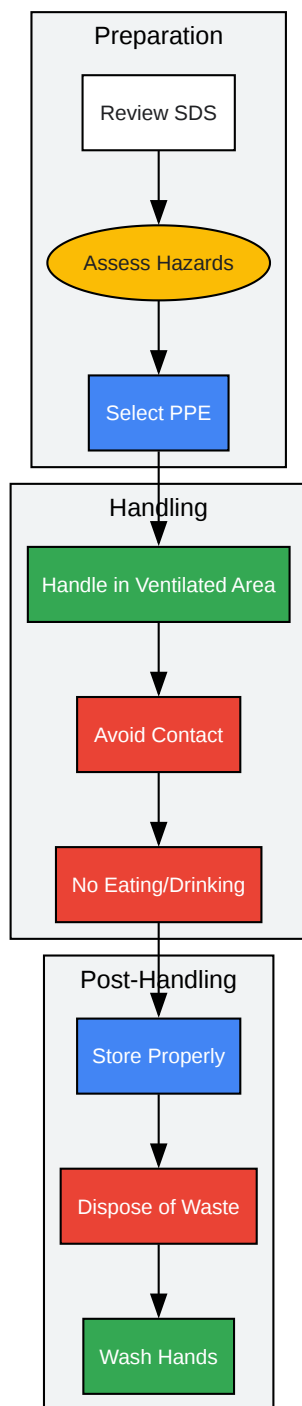 Preparation
Review SDS
Assess Hazards
Select PPE
Handling
Handle in Ventilated Area
Avoid Contact
No Eating/Drinking
Post-Handling
Store Properly
Dispose of Waste
Wash Hands